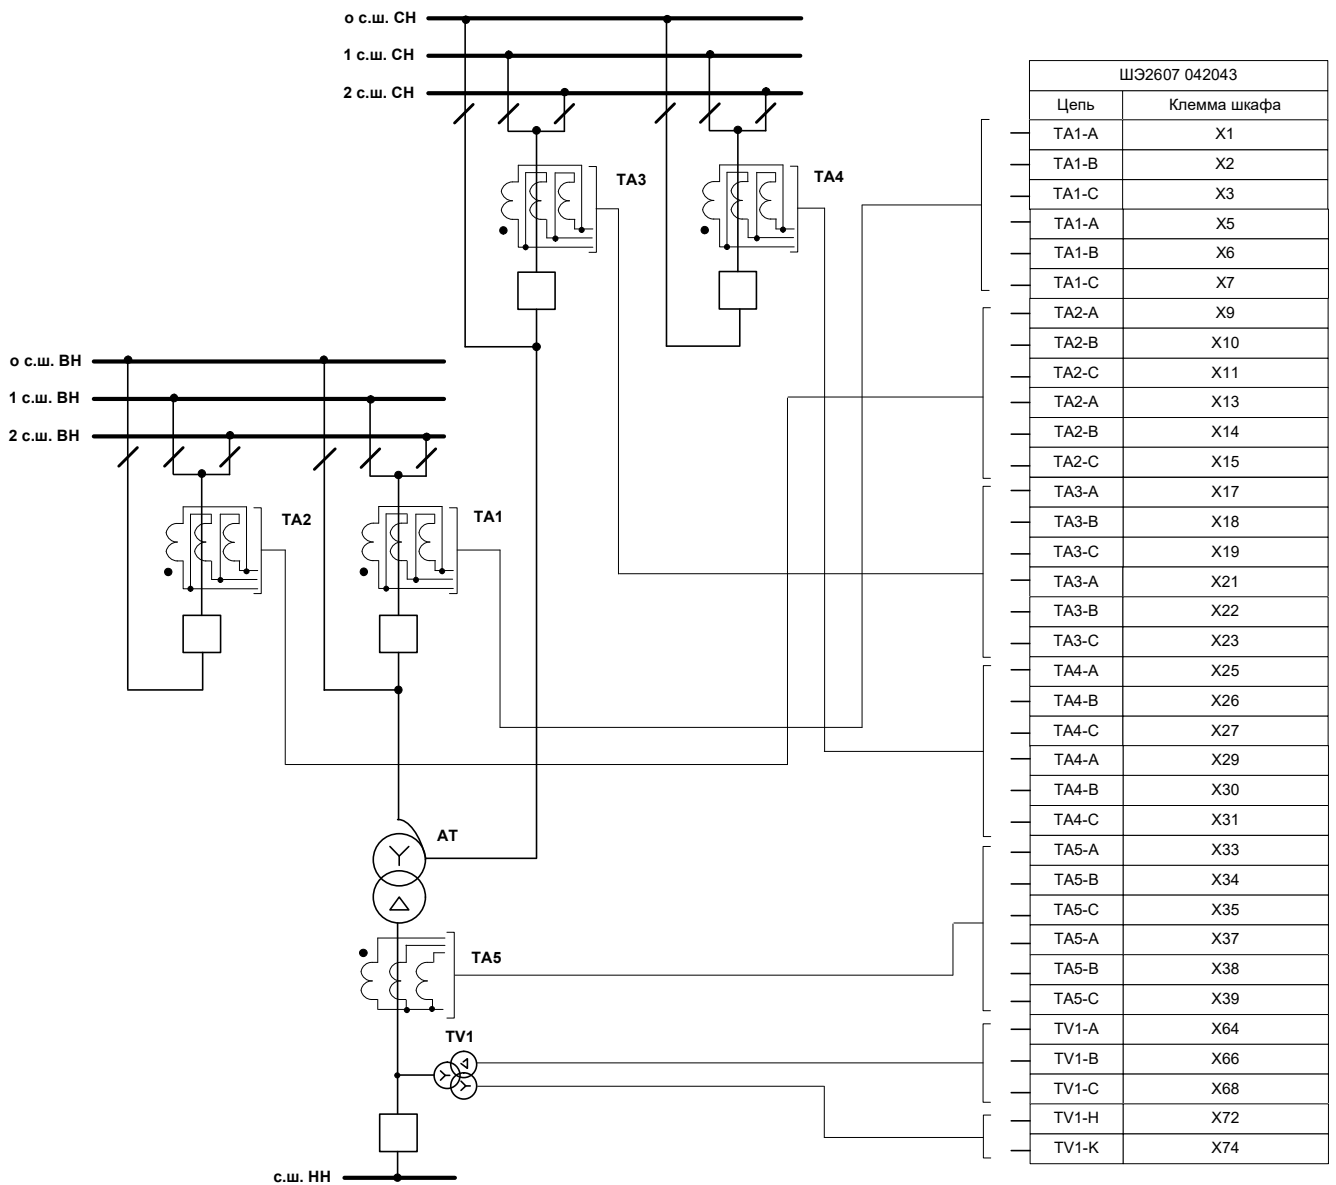 о с.ш. СН
1 с.ш. СН
2 с.ш. СН
ТА3
ТА4
о с.ш. ВН
1 с.ш. ВН
2 с.ш. ВН
ТА2
ТА1
АТ
ТА5
TV1
с.ш. НН
ШЭ2607 042043
Цепь Клемма шкафа
ТА1-А X1
ТА1-В X2
ТА1-С X3
ТА1-А X5
ТА1-В X6
ТА1-С X7
ТА2-А X9
ТА2-В X10
ТА2-С X11
ТА2-А X13
ТА2-В X14
ТА2-С X15
ТА3-А X17
ТА3-В X18
ТА3-С X19
ТА3-А X21
ТА3-В X22
ТА3-С X23
ТА4-А X25
ТА4-В X26
ТА4-С X27
ТА4-А X29
ТА4-В X30
ТА4-С X31
ТА5-А X33
ТА5-В X34
ТА5-С X35
ТА5-А X37
ТА5-В X38
ТА5-С X39
TV1-A X64
TV1-B X66
TV1-C X68
TV1-Н X72
TV1-К X74